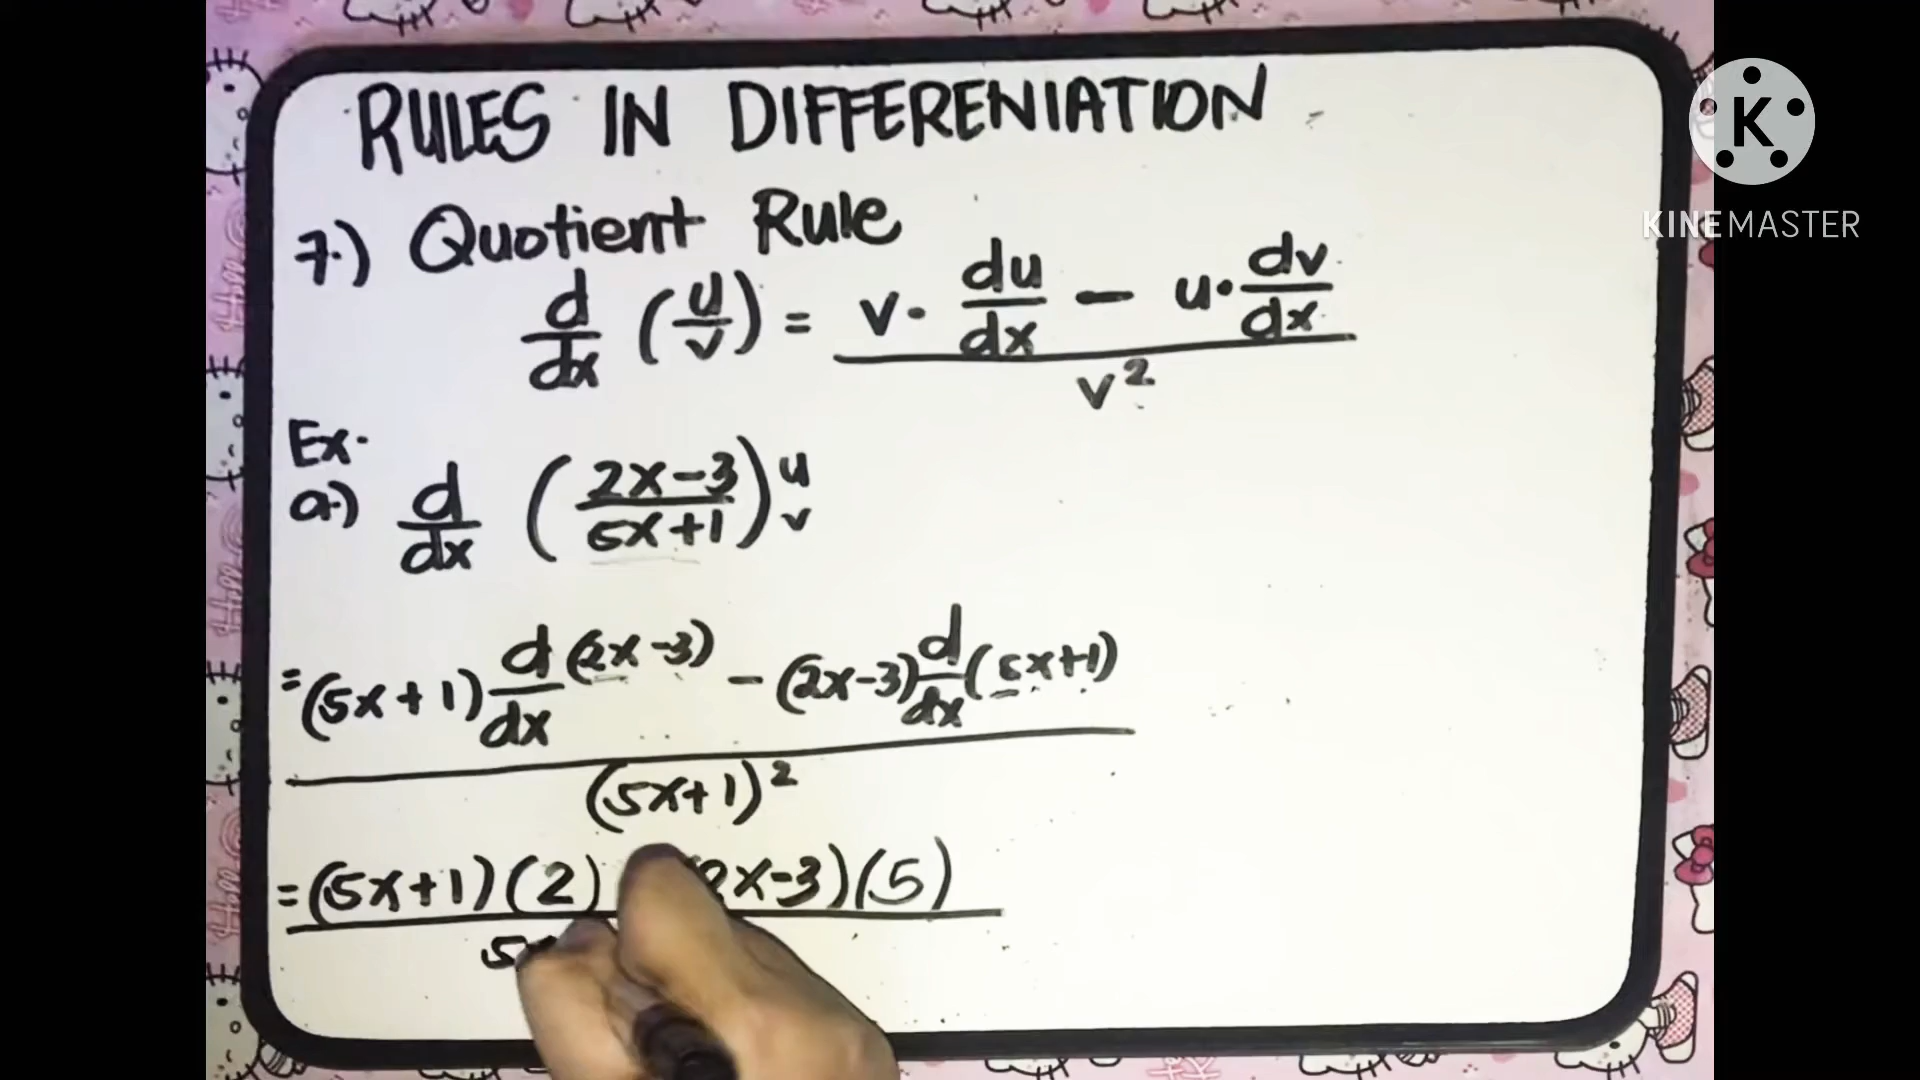 RULES IN DIFFERENIATION
K
KINEMASTER
7.) Quotient Rule
d/dx (u/v) = v · du/dx - u · dv/dx
v²
Ex.
a.) d/dx (2x-3/5x+1) u v
= (5x+1) d/dx (2x-3) - (2x-3) d/dx (5x+1)
(5x+1)²
= (5x+1)(2) 2x-3)(5)
5